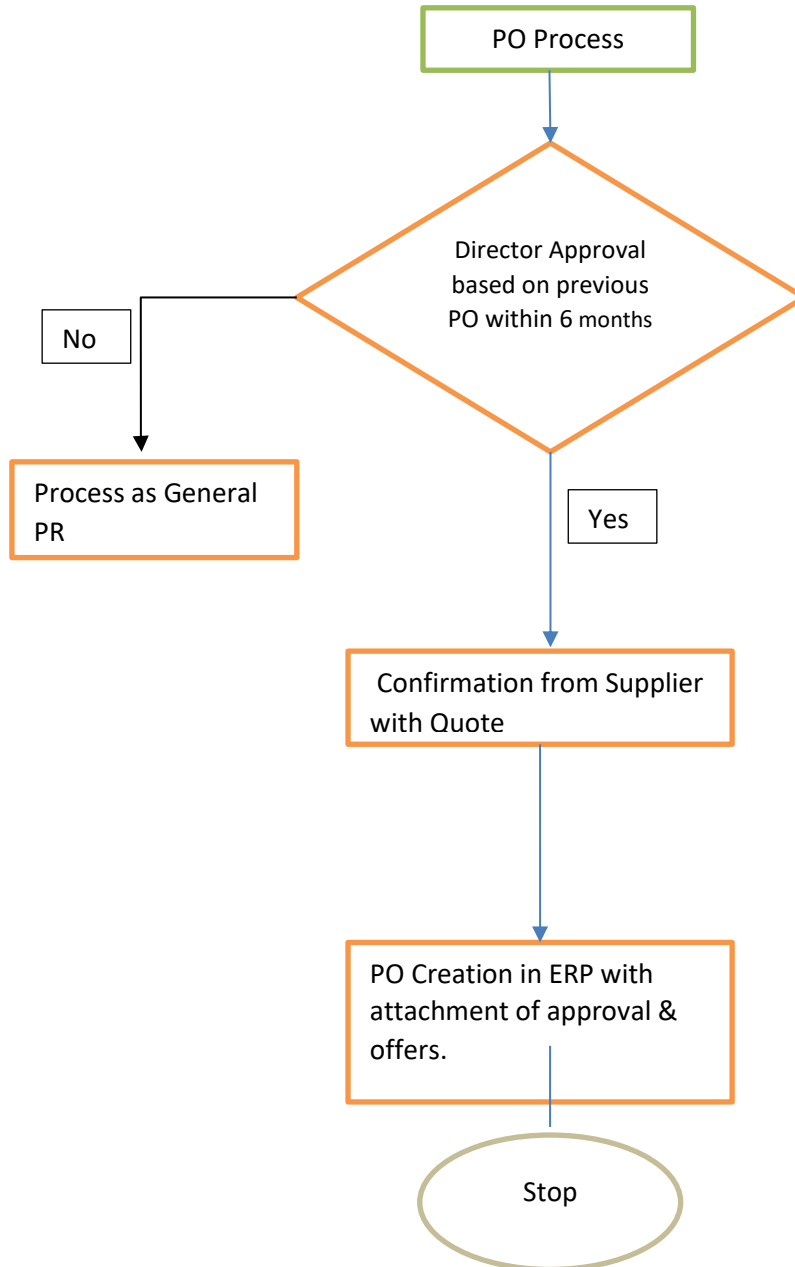 PO Process
Director Approval
based on previous
PO within 6 months
No
Process as General
PR
Yes
Confirmation from Supplier
with Quote
PO Creation in ERP with
attachment of approval &
offers.
Stop